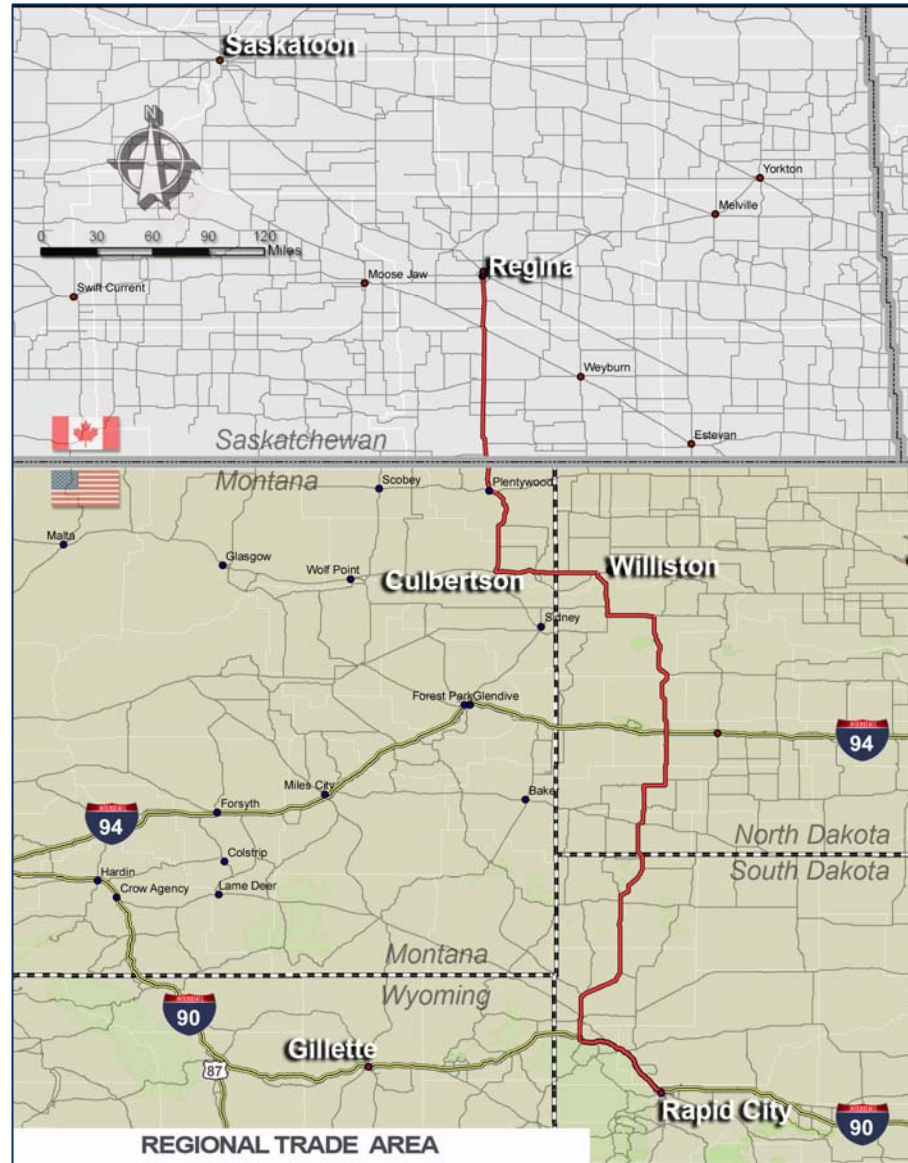 Saskatoon
N
Yorkton
Melville
0 30 60 90 120
Miles
Regina
Moose Jaw
Swift Current
Weyburn
Estevan
Saskatchewan
Montana
Scobey
Plentywood
Malta
Glasgow
Wolf Point
Culbertson
Williston
Sidney
Forest Park
Glendive
94
Miles City
Baker
Forsyth
94
North Dakota
Colstrip
South Dakota
Hardin
Crow Agency
Lame Deer
Montana
Wyoming
90
Gillette
87
Rapid City
90
REGIONAL TRADE AREA